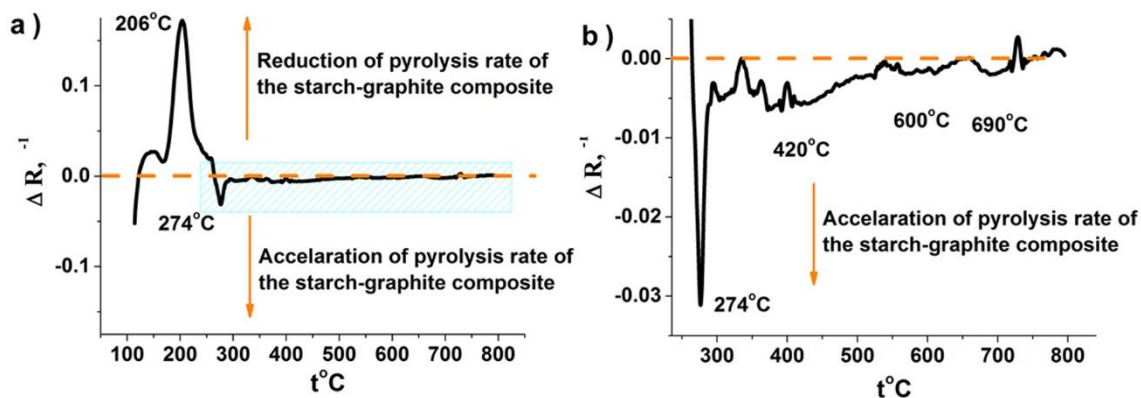 a )
206°C
0.1
0.0
-0.1
Δ R, -1
Reduction of pyrolysis rate of
the starch-graphite composite
274°C
Accelaration of pyrolysis rate of
the starch-graphite composite
100 200 300 400 500 600 700 800
t°C
b )
0.00
-0.01
-0.02
-0.03
Δ R, -1
420°C
600°C
690°C
Accelaration of pyrolysis rate of
the starch-graphite composite
274°C
300 400 500 600 700 800
t°C